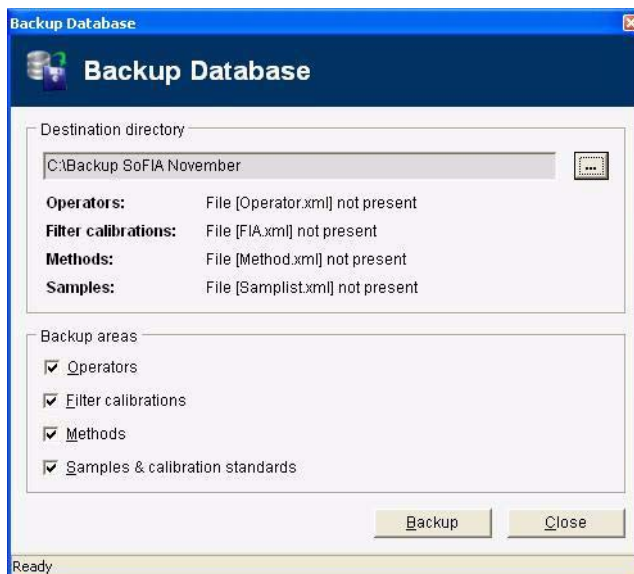 Backup Database
Backup Database
Destination directory
C:\Backup SoFIA November
...
Operators: File [Operator.xml] not present
Filter calibrations: File [FIA.xml] not present
Methods: File [Method.xml] not present
Samples: File [Samplist.xml] not present
Backup areas
Operators
Filter calibrations
Methods
Samples & calibration standards
Backup Close
Ready